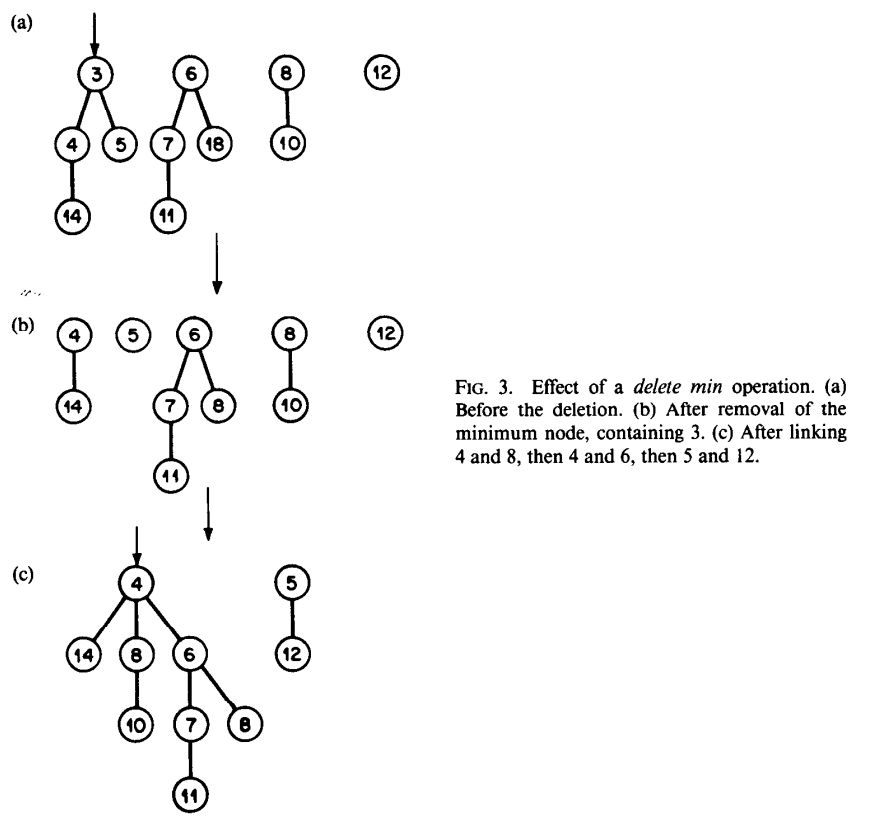 (a)
3 6 8 12
4 5 7 18 10
14 11
(b)
4 5 6 8 12
14 7 8 10
11
FIG. 3. Effect of a delete min operation. (a)
Before the deletion. (b) After removal of the
minimum node, containing 3. (c) After linking
4 and 8, then 4 and 6, then 5 and 12.
(c)
4 5
14 8 6 12
10 7 8
11